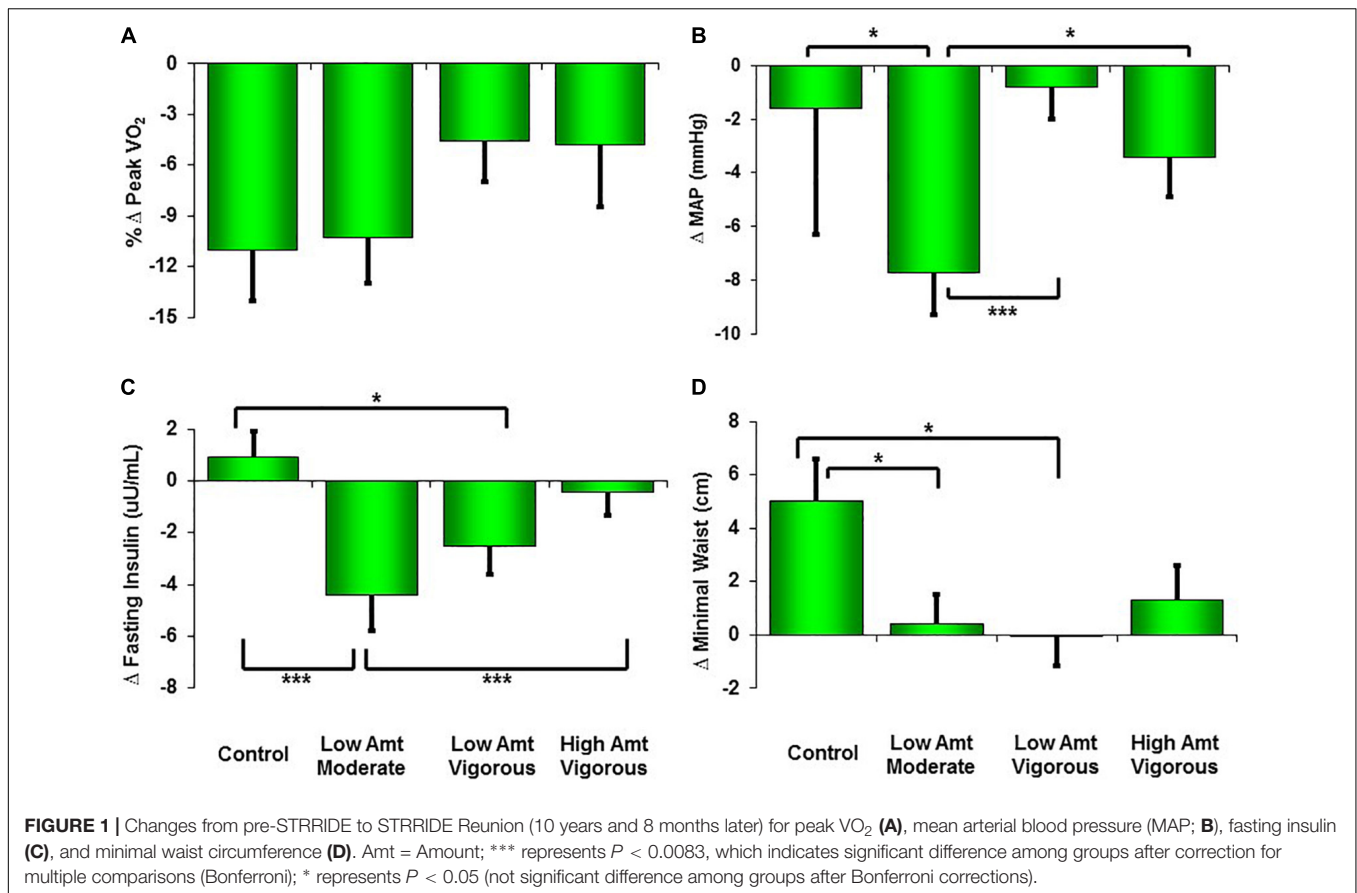 A
0
-3
-6
-9
-12
-15
% Δ Peak VO₂
B
* *
0
-2
-4
-6
-8
-10
Δ MAP (mmHg)
***
C
*
2
0
-2
-4
-6
-8
Δ Fasting Insulin (uU/mL)
*** ***
Control Low Amt Moderate Low Amt Vigorous High Amt Vigorous
D
*
*
8
6
4
2
0
-2
Δ Minimal Waist (cm)
Control Low Amt Moderate Low Amt Vigorous High Amt Vigorous
FIGURE 1 | Changes from pre-STRRIDE to STRRIDE Reunion (10 years and 8 months later) for peak VO₂ (A), mean arterial blood pressure (MAP; B), fasting insulin
(C), and minimal waist circumference (D). Amt = Amount; *** represents P < 0.0083, which indicates significant difference among groups after correction for
multiple comparisons (Bonferroni); * represents P < 0.05 (not significant difference among groups after Bonferroni corrections).